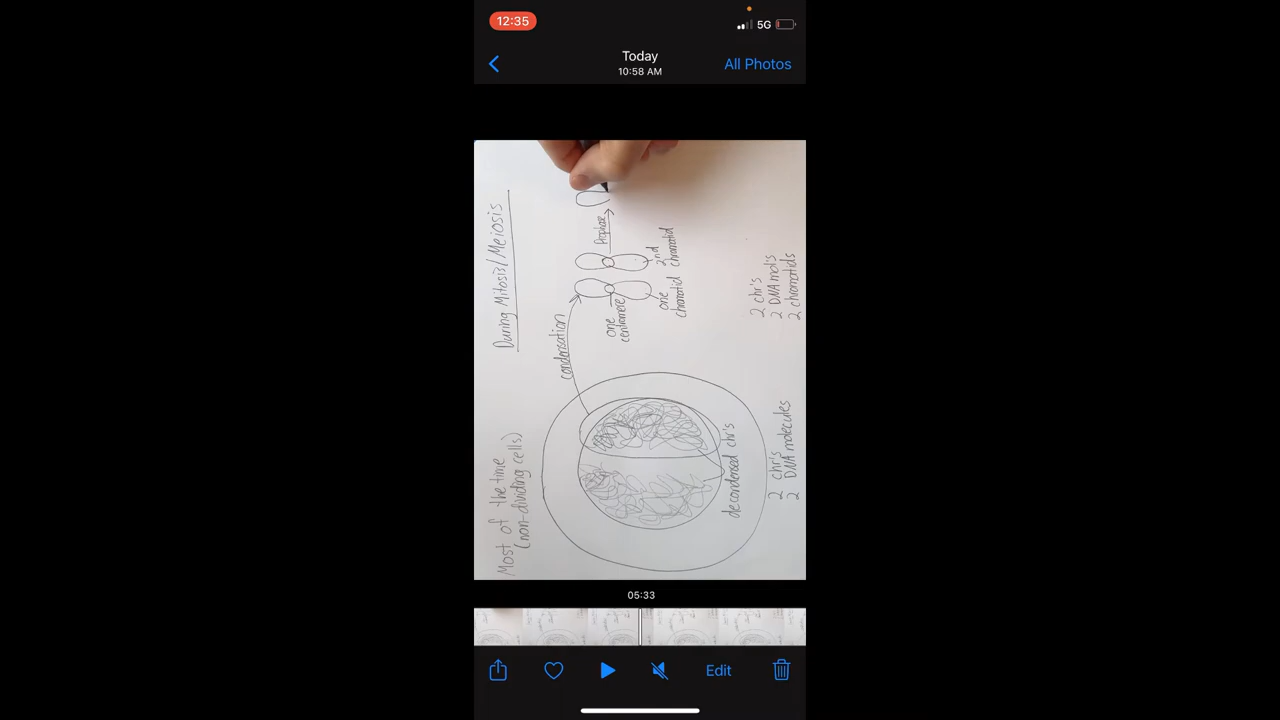 12:35
5G
Today
10:58 AM
All Photos
Most of the time
(non-dividing cells)
During Mitosis/Meiosis
condensation
one
centromere
one
chromatid
2nd
chromatid
Prophase
decondensed chr's
2 chr's
2 DNA molecules
2 chr's
2 DNA mol's
2 chromatids
05:33
Edit